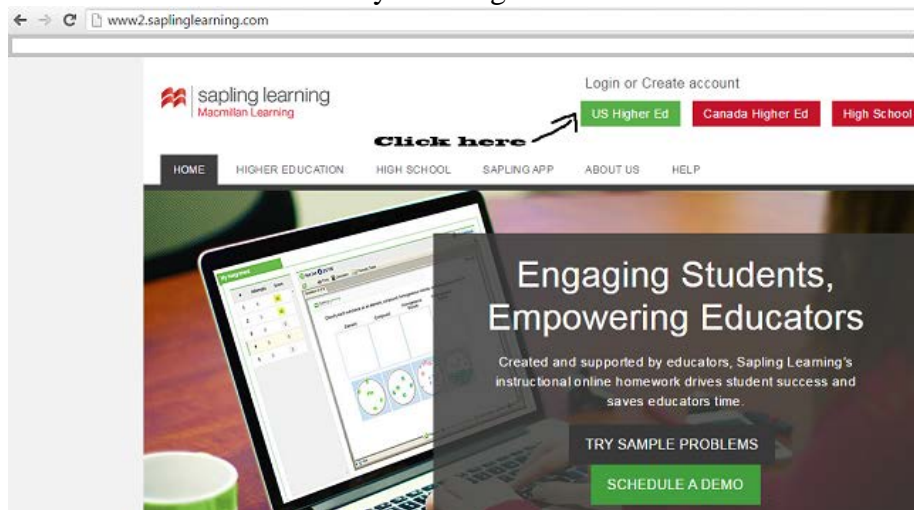 www2.saplinglearning.com
sapling learning
Macmillan Learning
Login or Create account
US Higher Ed
Canada Higher Ed
High School
Click here
HOME
HIGHER EDUCATION
HIGH SCHOOL
SAPLING APP
ABOUT US
HELP
Engaging Students,
Empowering Educators
Created and supported by educators, Sapling Learning's
instructional online homework drives student success and
saves educators time.
TRY SAMPLE PROBLEMS
SCHEDULE A DEMO